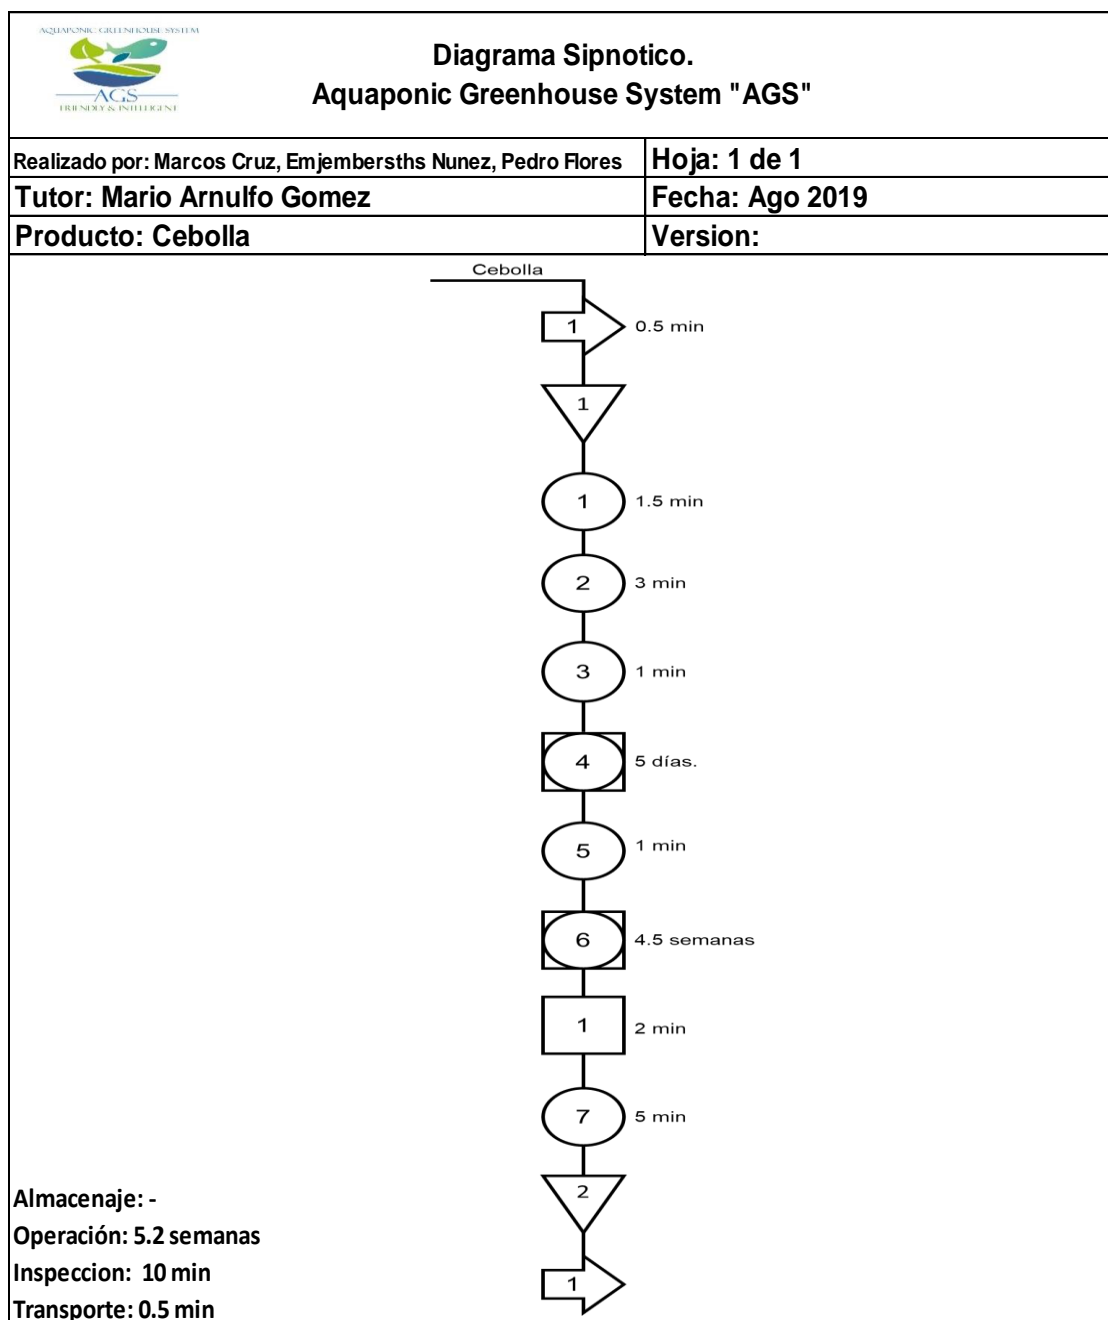 AQUAPONIC GREENHOUSE SYSTEM
AGS
FRIENDLY & INTELLIGENT
Diagrama Sipnotico.
Aquaponic Greenhouse System "AGS"
Realizado por: Marcos Cruz, Emjembersths Nunez, Pedro Flores
Hoja: 1 de 1
Tutor: Mario Arnulfo Gomez
Fecha: Ago 2019
Producto: Cebolla
Version:
Cebolla
1 0.5 min
1
1 1.5 min
2 3 min
3 1 min
4 5 días.
5 1 min
6 4.5 semanas
1 2 min
7 5 min
2
1
Almacenaje: -
Operación: 5.2 semanas
Inspeccion: 10 min
Transporte: 0.5 min